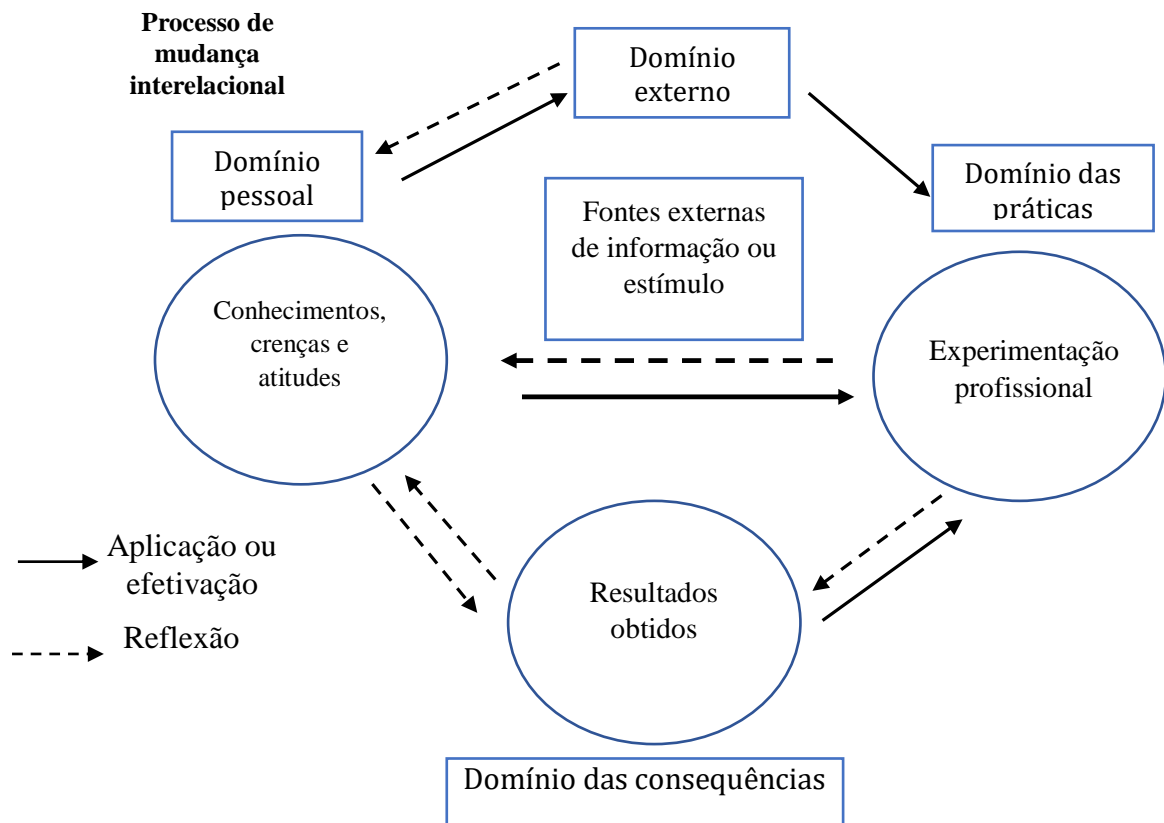 Processo de
mudança
interelacional
Domínio
externo
Domínio
pessoal
Domínio das
práticas
Fontes externas
de informação ou
estímulo
Conhecimentos,
crenças e
atitudes
Experimentação
profissional
Aplicação ou
efetivação
Reflexão
Resultados
obtidos
Domínio das consequências